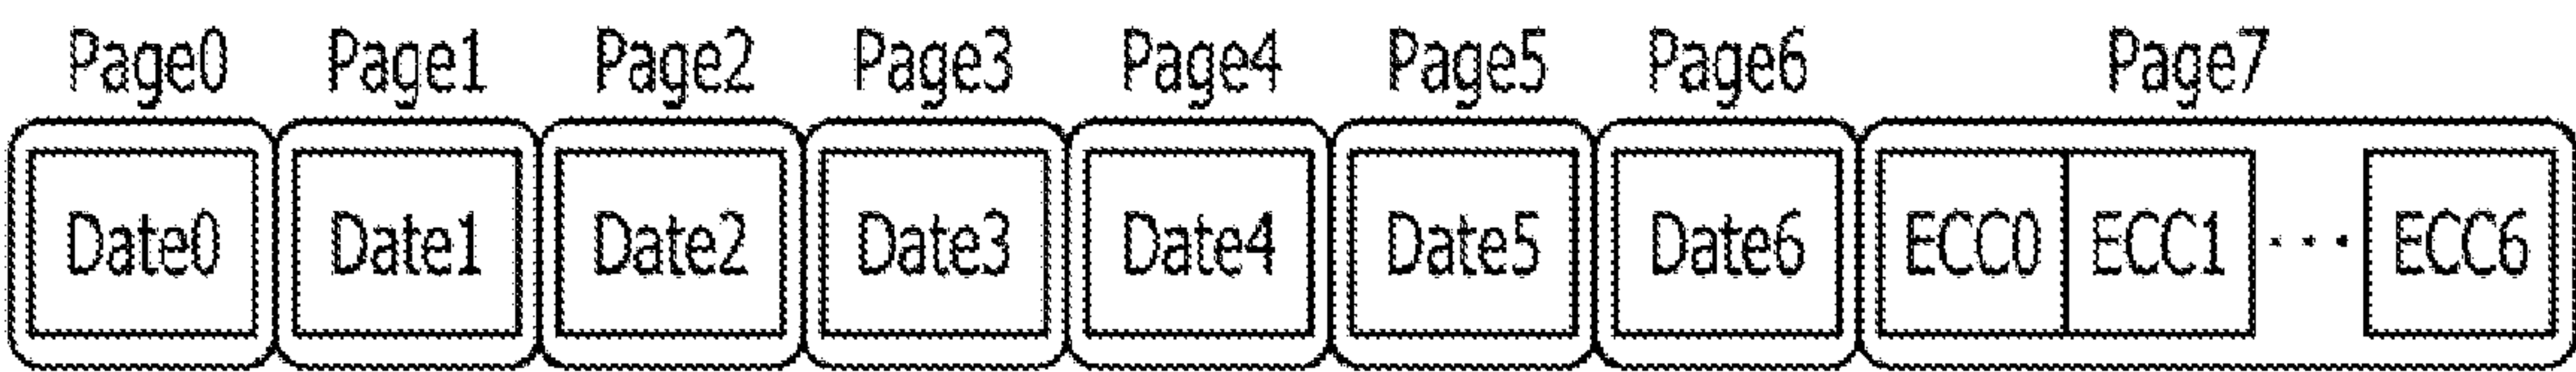 Page0 Page1 Page2 Page3 Page4 Page5 Page6 Page7
Date0 Date1 Date2 Date3 Date4 Date5 Date6 ECC0 ECC1 ··· ECC6